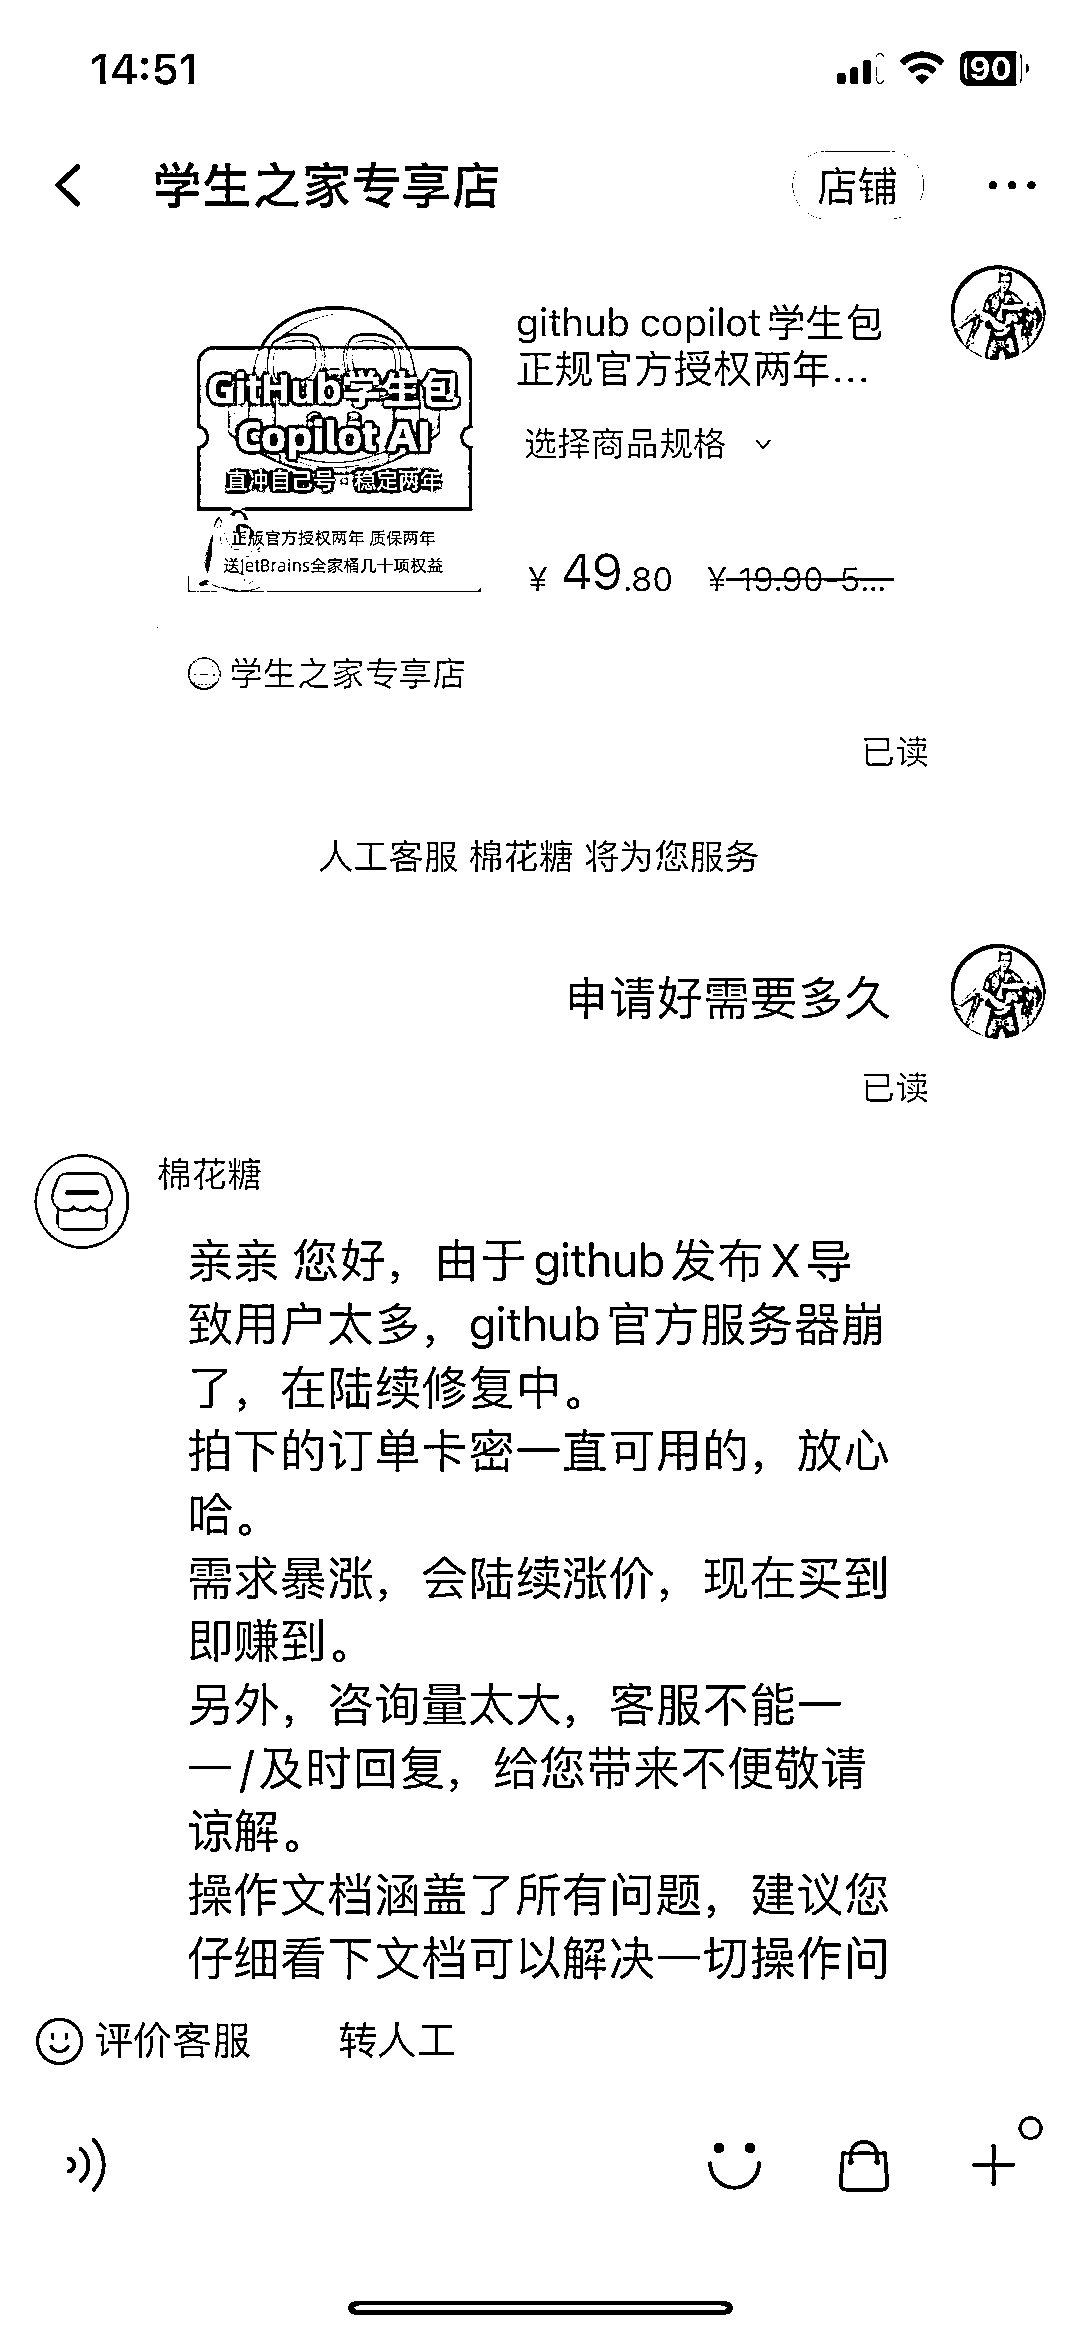 14:51
90
学生之家专享店
店铺
GitHub学生包
Copilot AI
直冲自己号·稳定两年
正版官方授权两年 质保两年
送JetBrains全家桶几十项权益
github copilot学生包
正规官方授权两年...
选择商品规格
¥ 49.80 ¥ 19.90-5...
学生之家专享店
已读
人工客服 棉花糖 将为您服务
申请好需要多久
已读
棉花糖
亲亲 您好，由于github发布X导
致用户太多，github官方服务器崩
了，在陆续修复中。
拍下的订单卡密一直可用的，放心
哈。
需求暴涨，会陆续涨价，现在买到
即赚到。
另外，咨询量太大，客服不能一
一/及时回复，给您带来不便敬请
谅解。
操作文档涵盖了所有问题，建议您
仔细看下文档可以解决一切操作问
评价客服
转人工